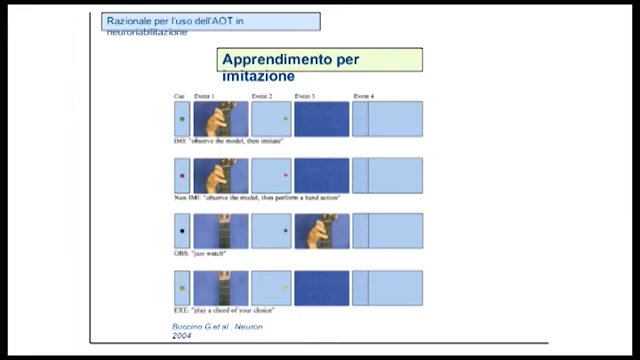 Razionale per l'uso dell'AOT in
neuroriabilitazione
Apprendimento per
imitazione
Cue Event 1 Event 2 Event 3 Event 4
IMI: "observe the model, then imitate"
Non IMI: "observe the model, then perform a hand action"
OBS: "just watch"
EXE: "play a chord of your choice"
Buccino G et al., Neuron
2004